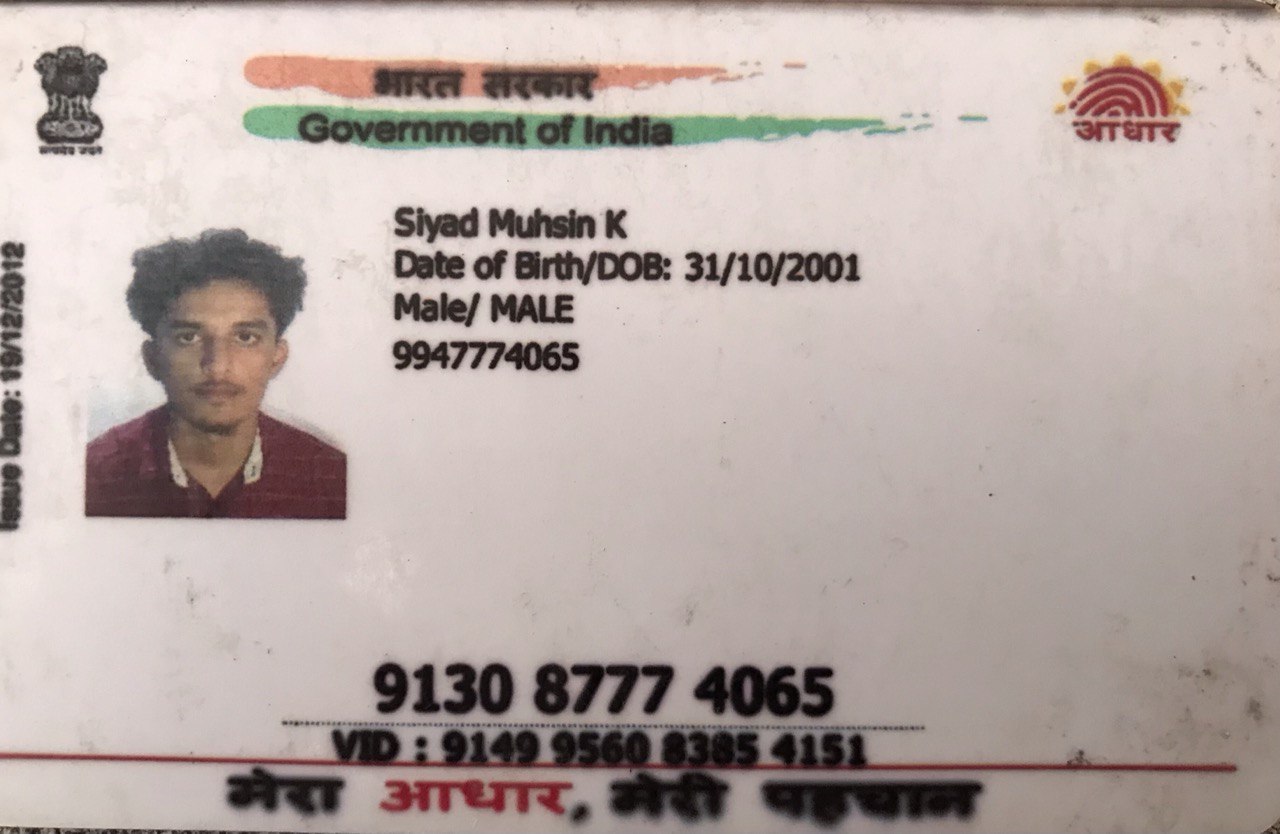 भारत सरकार
Government of India
आधार
Issue Date: 19/12/2012
Siyad Muhsin K
Date of Birth/DOB: 31/10/2001
Male/ MALE
9947774065
9130 8777 4065
VID : 9149 9560 8385 4151
मेरा आधार, मेरी पहचान